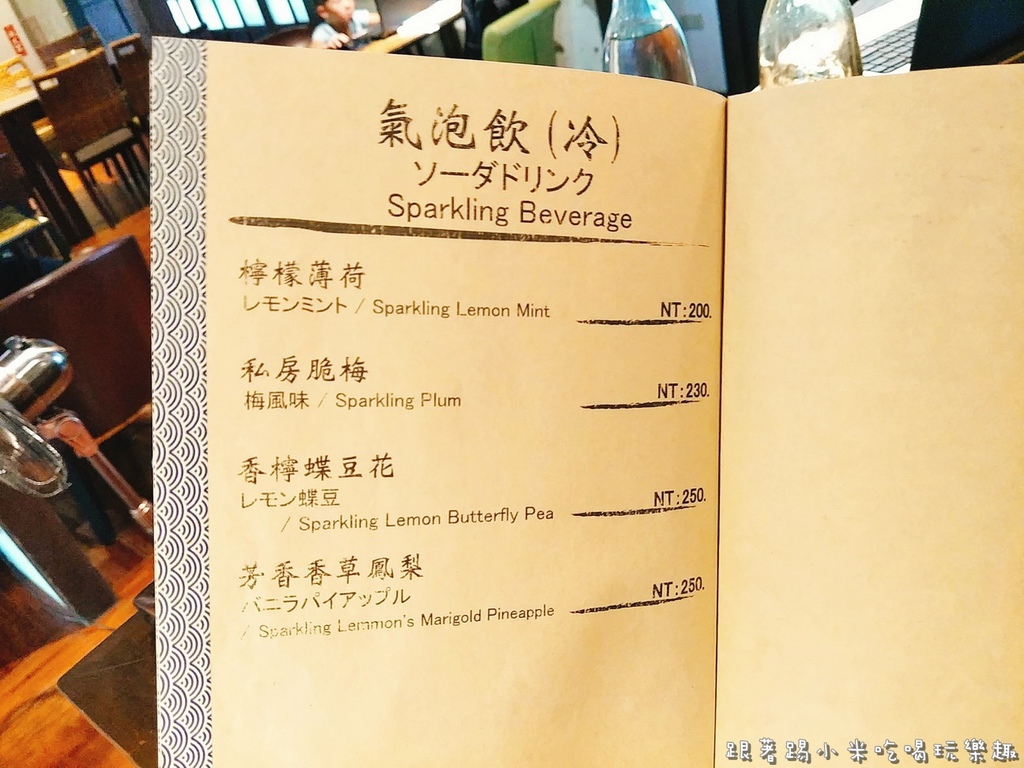 氣泡飲(冷)
ソーダドリンク
Sparkling Beverage
檸檬薄荷
レモンミント / Sparkling Lemon Mint NT:200.
私房脆梅
梅風味 / Sparkling Plum NT:230.
香檸蝶豆花
レモン蝶豆
/ Sparkling Lemon Butterfly Pea NT:250.
芳香香草鳳梨
バニラパイアップル
/ Sparkling Lemmon's Marigold Pineapple NT:250.
跟著踢小米吃喝玩樂趣